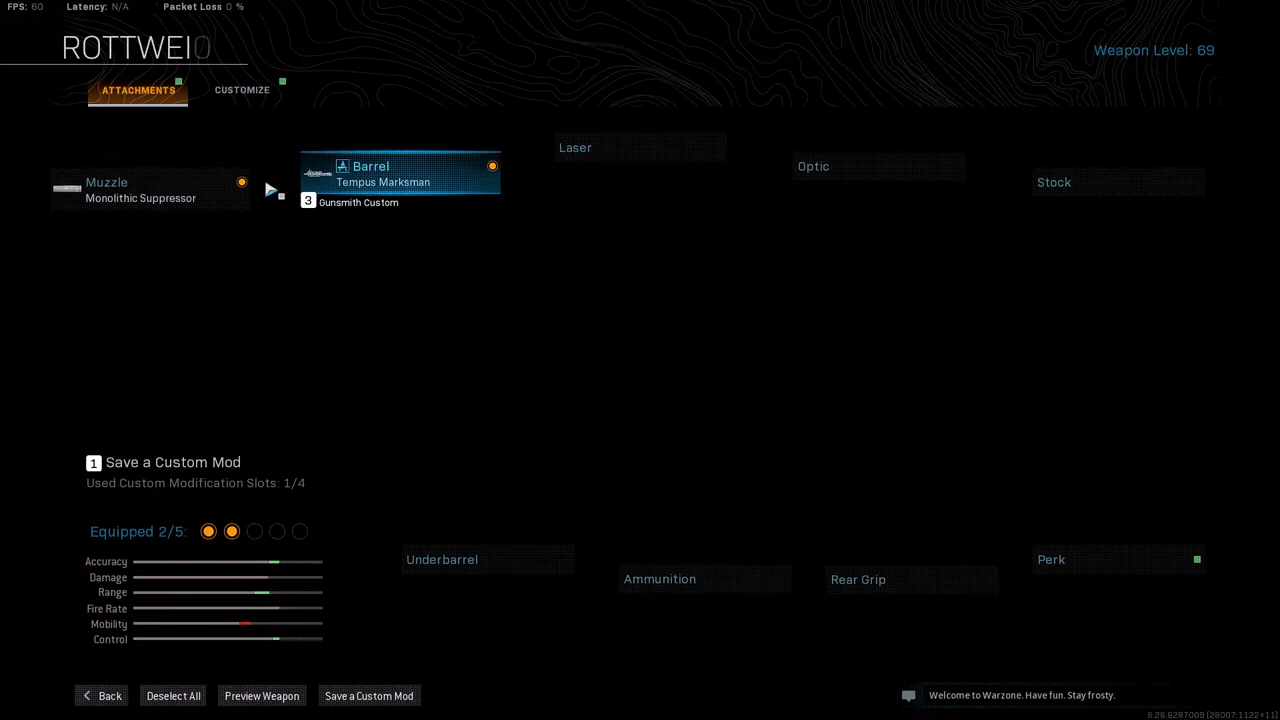 FPS: 60 Latency: N/A Packet Loss 0 %
ROTTWEIO
Weapon Level: 69
ATTACHMENTS
CUSTOMIZE
Laser
Barrel
Optic
Muzzle
Tempus Marksman
Stock
Monolithic Suppressor
3 Gunsmith Custom
1 Save a Custom Mod
Used Custom Modification Slots: 1/4
Equipped 2/5:
Accuracy
Damage
Range
Fire Rate
Mobility
Control
Underbarrel
Ammunition
Rear Grip
Perk
Back
Deselect All
Preview Weapon
Save a Custom Mod
Welcome to Warzone. Have fun. Stay frosty.